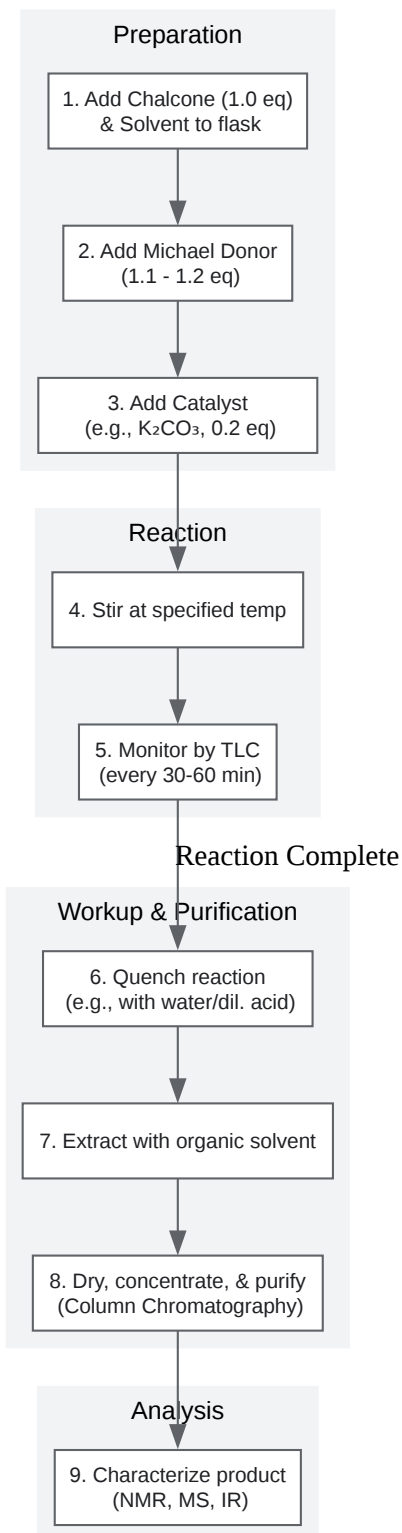 Preparation
1. Add Chalcone (1.0 eq)
& Solvent to flask
2. Add Michael Donor
(1.1 - 1.2 eq)
3. Add Catalyst
(e.g., K₂CO₃, 0.2 eq)
Reaction
4. Stir at specified temp
5. Monitor by TLC
(every 30-60 min)
Reaction Complete
Workup & Purification
6. Quench reaction
(e.g., with water/dil. acid)
7. Extract with organic solvent
8. Dry, concentrate, & purify
(Column Chromatography)
Analysis
9. Characterize product
(NMR, MS, IR)